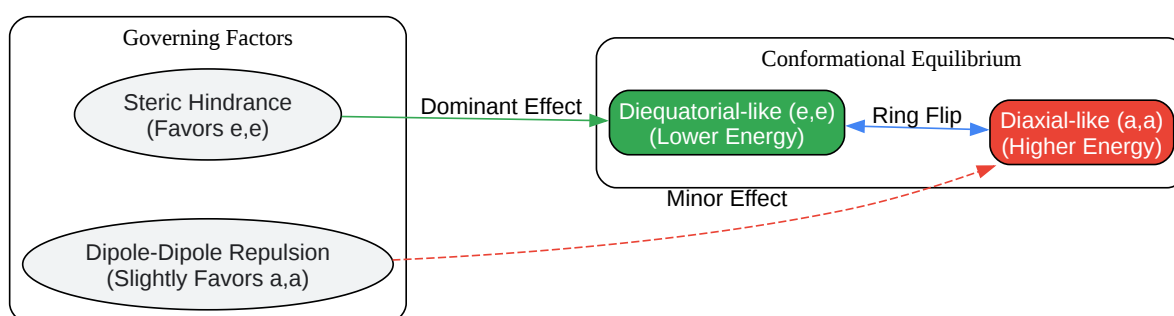 Governing Factors
Steric Hindrance
(Favors e,e)
Dipole-Dipole Repulsion
(Slightly Favors a,a)
Dominant Effect
Minor Effect
Conformational Equilibrium
Diequatorial-like (e,e)
(Lower Energy)
Ring Flip
Diaxial-like (a,a)
(Higher Energy)